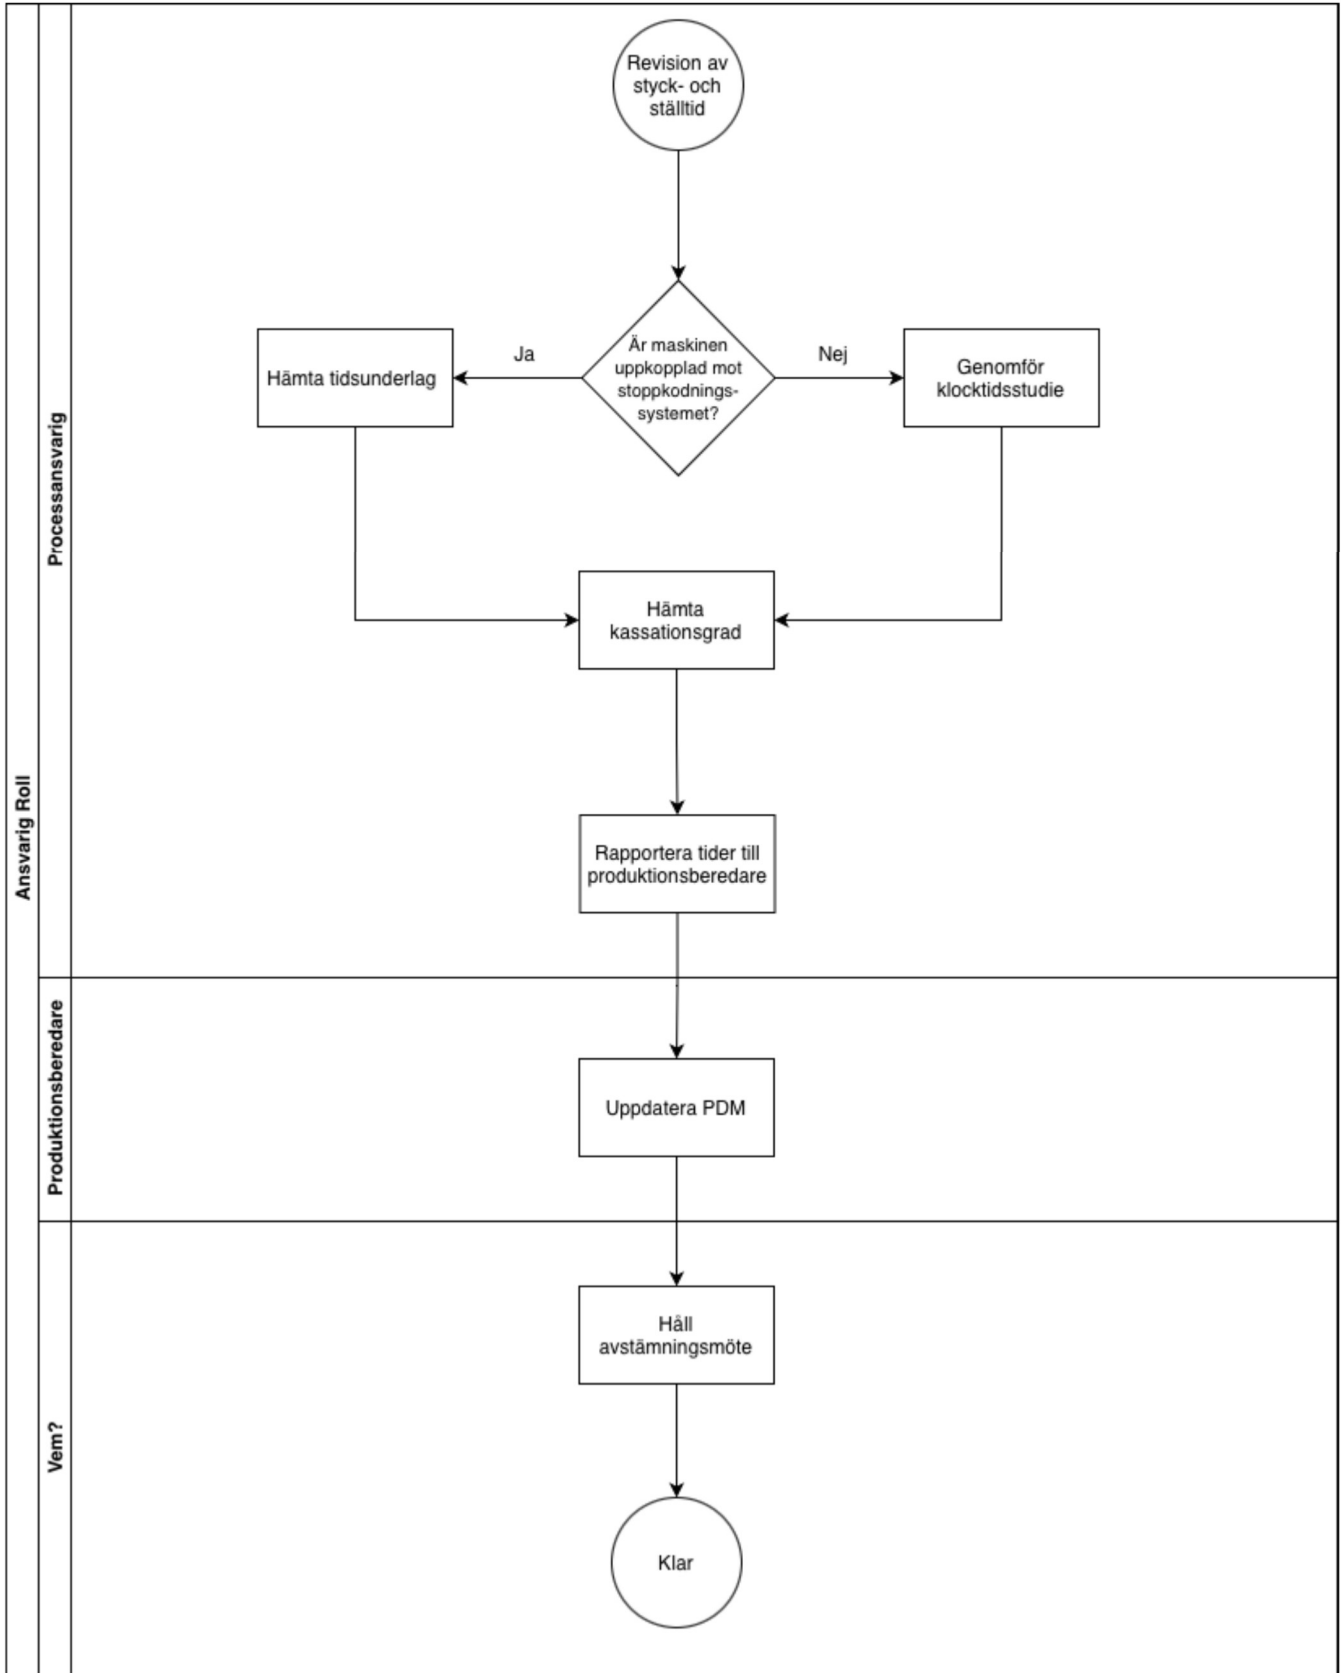 Ansvarig Roll
Processansvarig
Revision av
styck- och
ställtid
Är maskinen
uppkopplad mot
stoppkodnings-
systemet?
Ja
Nej
Hämta tidsunderlag
Genomför
klocktidsstudie
Hämta
kassationsgrad
Rapportera tider till
produktionsberedare
Produktionsberedare
Uppdatera PDM
Vem?
Håll
avstämningsmöte
Klar